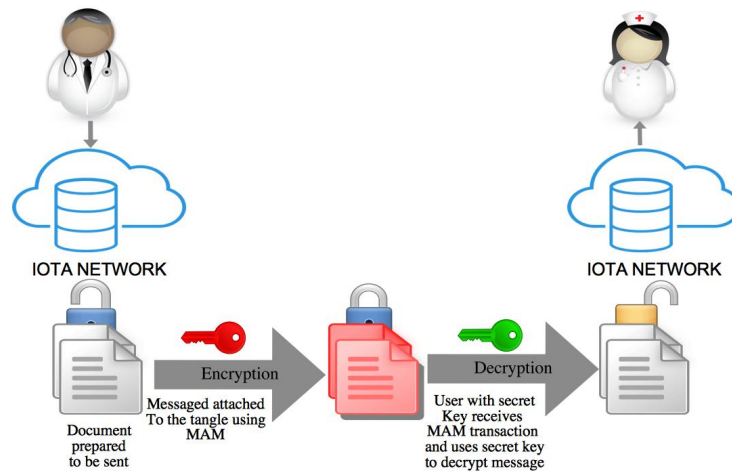 IOTA NETWORK
IOTA NETWORK
Encryption
Decryption
Document
prepared
to be sent
Messaged attached
To the tangle using
MAM
User with secret
Key receives
MAM transaction
and uses secret key
to decrypt message